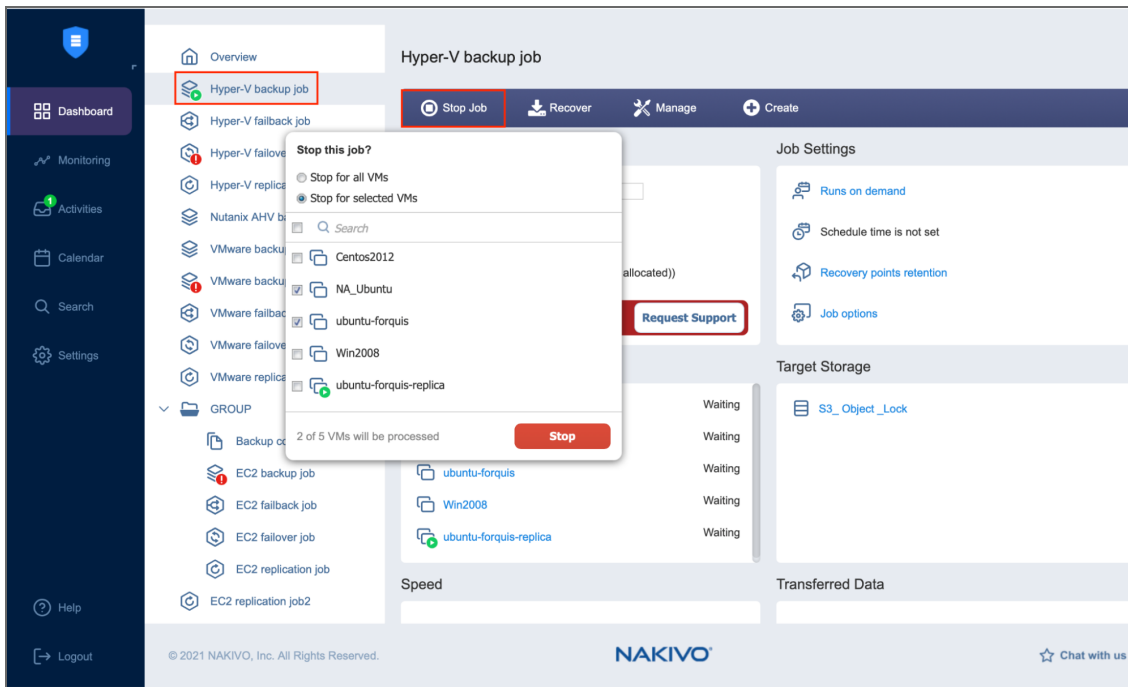 Dashboard
Monitoring
1
Activities
Calendar
Search
Settings
Help
Logout
Overview
Hyper-V backup job
Hyper-V failback job
Hyper-V failove
Hyper-V replica
Nutanix AHV ba
VMware backu
VMware backu
VMware failbac
VMware failove
VMware replica
GROUP
Backup co
EC2 backup job
EC2 failback job
EC2 failover job
EC2 replication job
EC2 replication job2
Hyper-V backup job
Stop Job
Recover
Manage
Create
Stop this job?
Stop for all VMs
Stop for selected VMs
Search
Centos2012
NA_Ubuntu
ubuntu-forquis
Win2008
ubuntu-forquis-replica
2 of 5 VMs will be processed
Stop
allocated))
Request Support
Waiting
Waiting
ubuntu-forquis Waiting
Win2008 Waiting
ubuntu-forquis-replica Waiting
Speed
Job Settings
Runs on demand
Schedule time is not set
Recovery points retention
Job options
Target Storage
S3_ Object _Lock
Transferred Data
© 2021 NAKIVO, Inc. All Rights Reserved.
NAKIVO
Chat with us